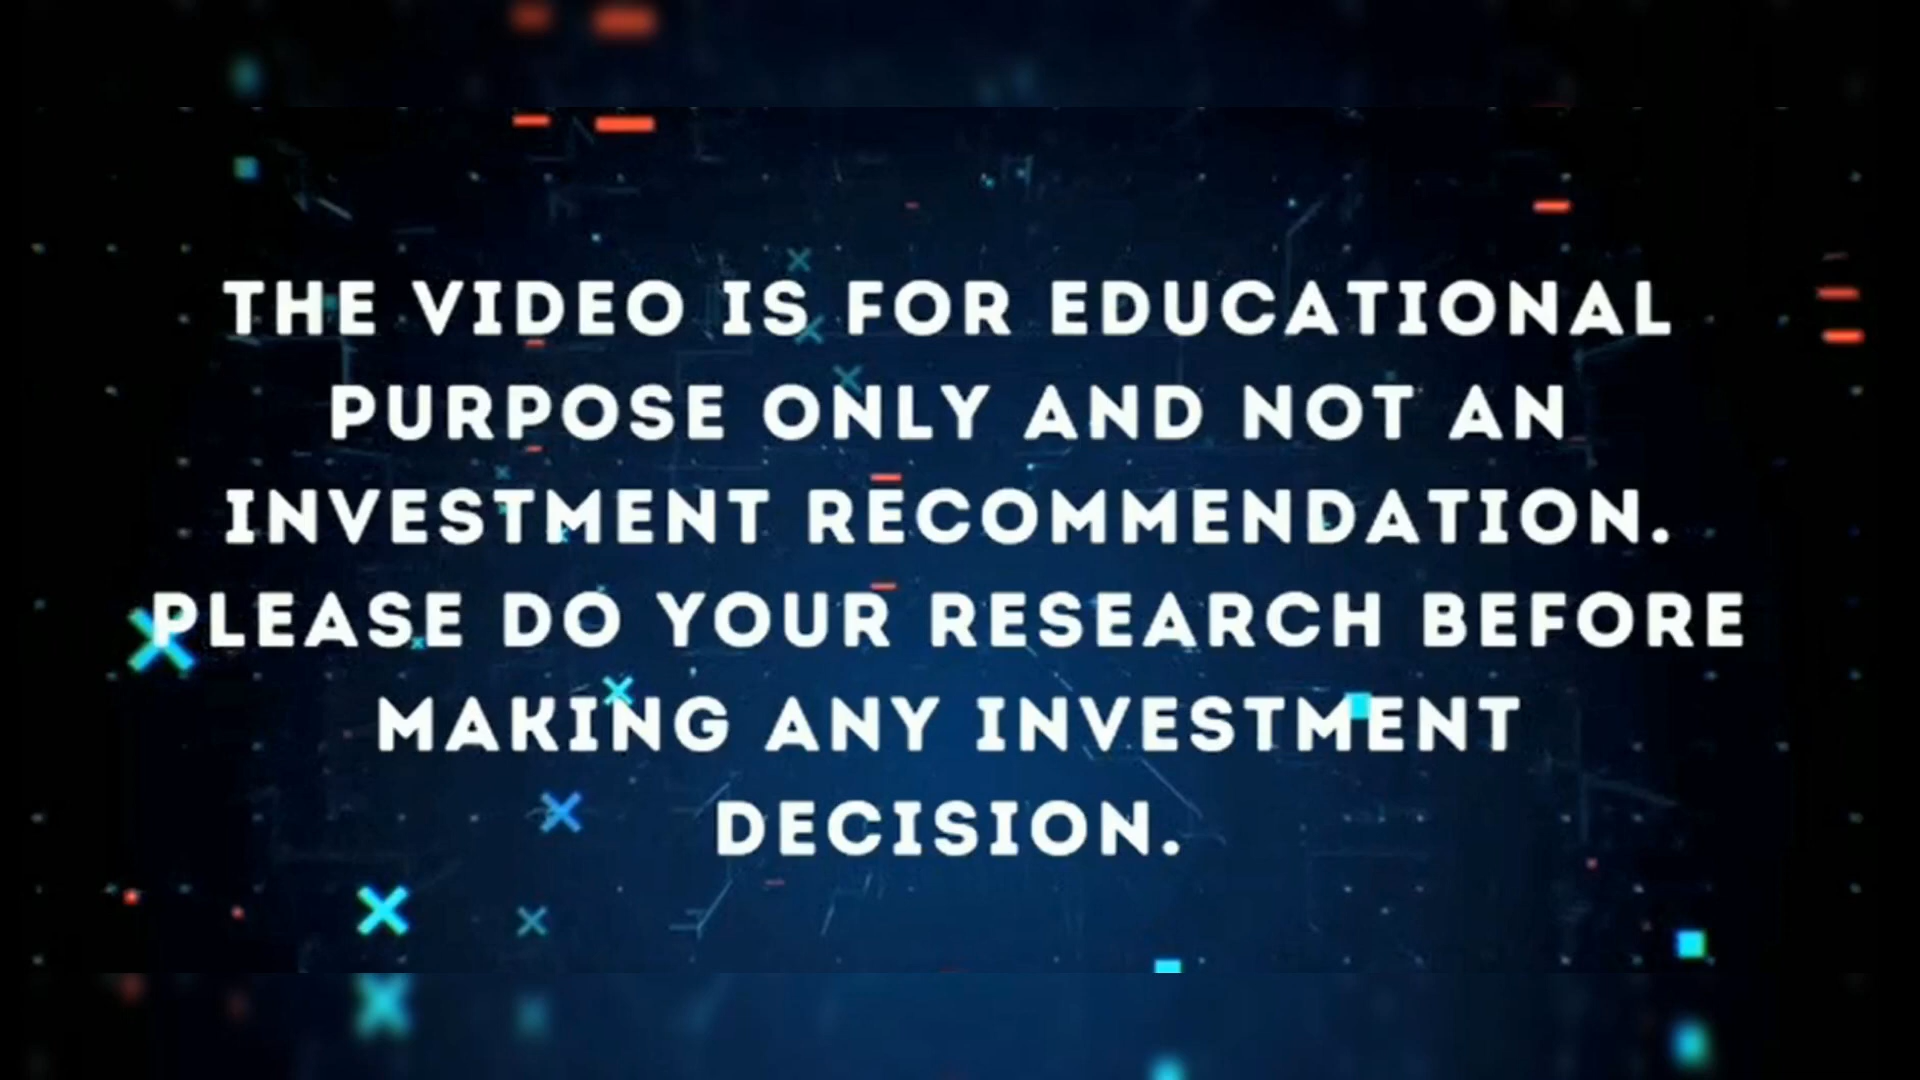 THE VIDEO IS FOR EDUCATIONAL
PURPOSE ONLY AND NOT AN
INVESTMENT RECOMMENDATION.
PLEASE DO YOUR RESEARCH BEFORE
MAKING ANY INVESTMENT
DECISION.